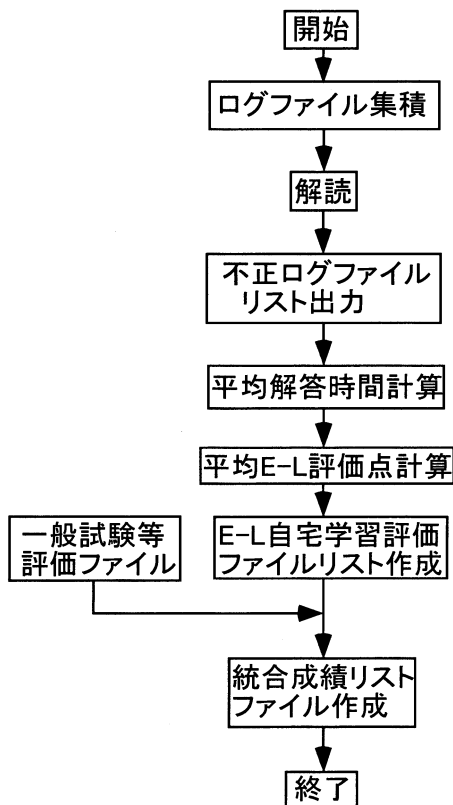 開始
ログファイル集積
解読
不正ログファイル
リスト出力
平均解答時間計算
平均E-L評価点計算
一般試験等
評価ファイル
E-L自宅学習評価
ファイルリスト作成
統合成績リスト
ファイル作成
終了